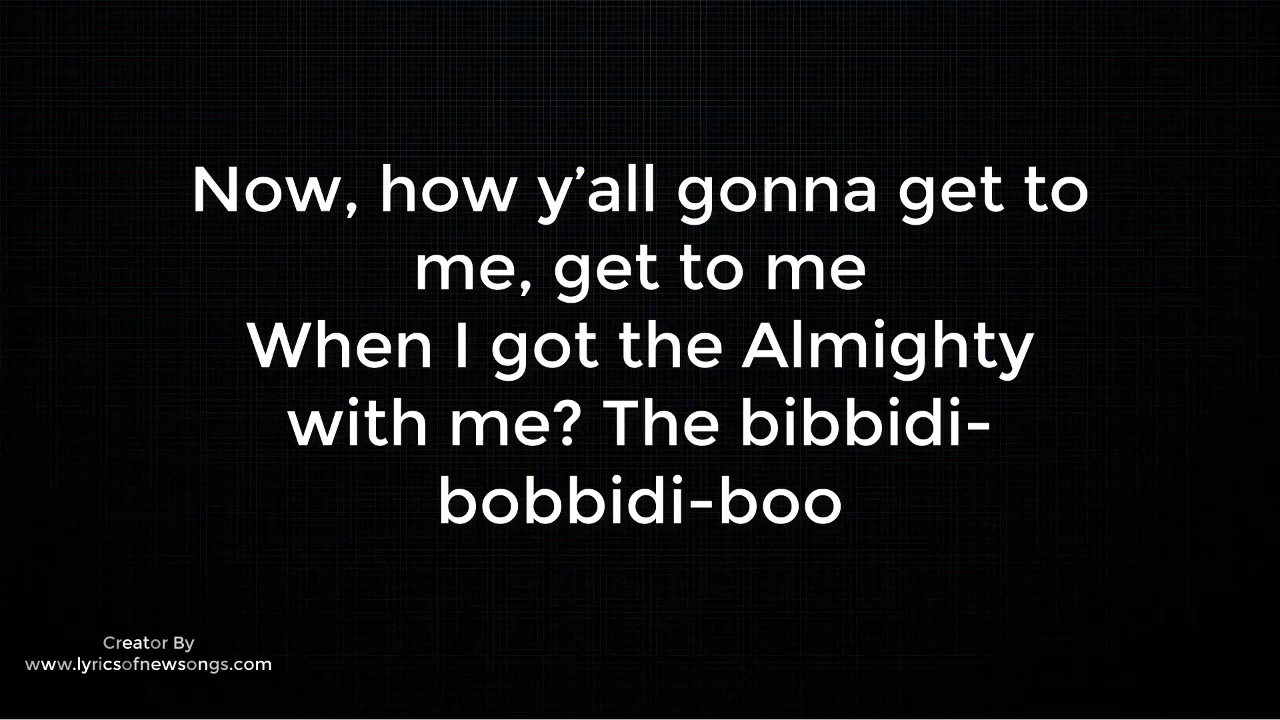 Now, how y’all gonna get to
me, get to me
When I got the Almighty
with me? The bibbidi-
bobbidi-boo
Creator By
www.lyricsofnewsongs.com